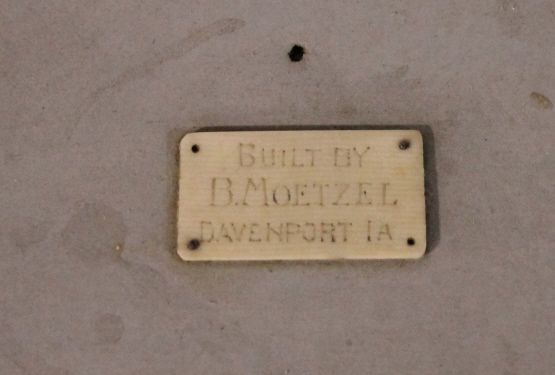 BUILT BY
B. MOETZEL
DAVENPORT IA